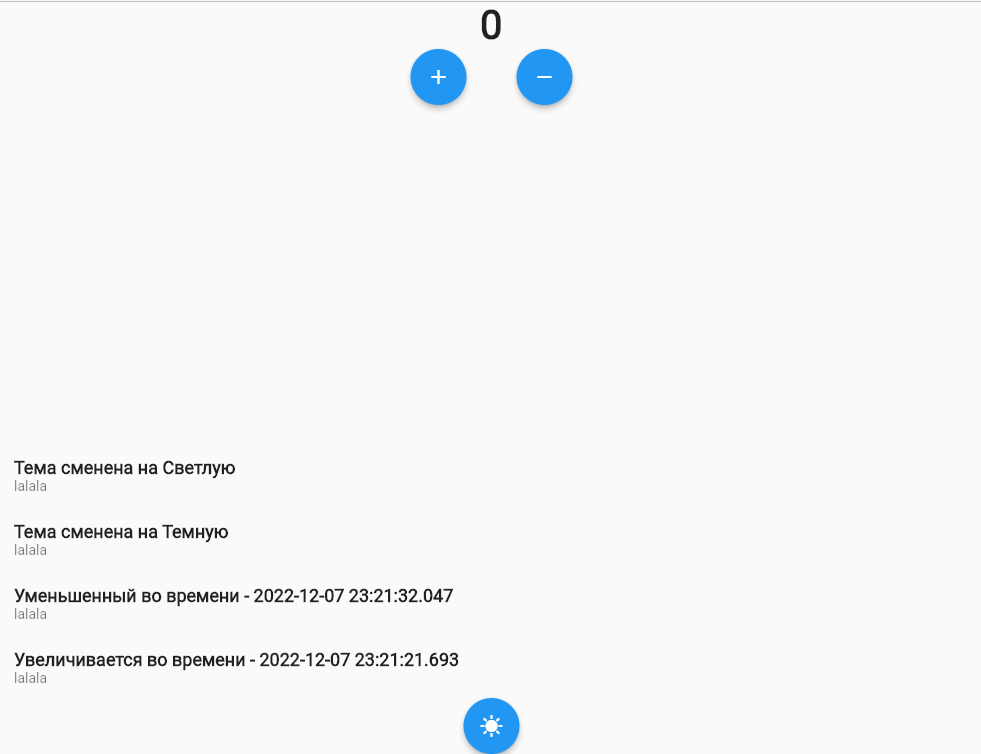 0
Тема сменена на Светлую
lalala
Тема сменена на Темную
lalala
Уменьшенный во времени - 2022-12-07 23:21:32.047
lalala
Увеличивается во времени - 2022-12-07 23:21:21.693
lalala